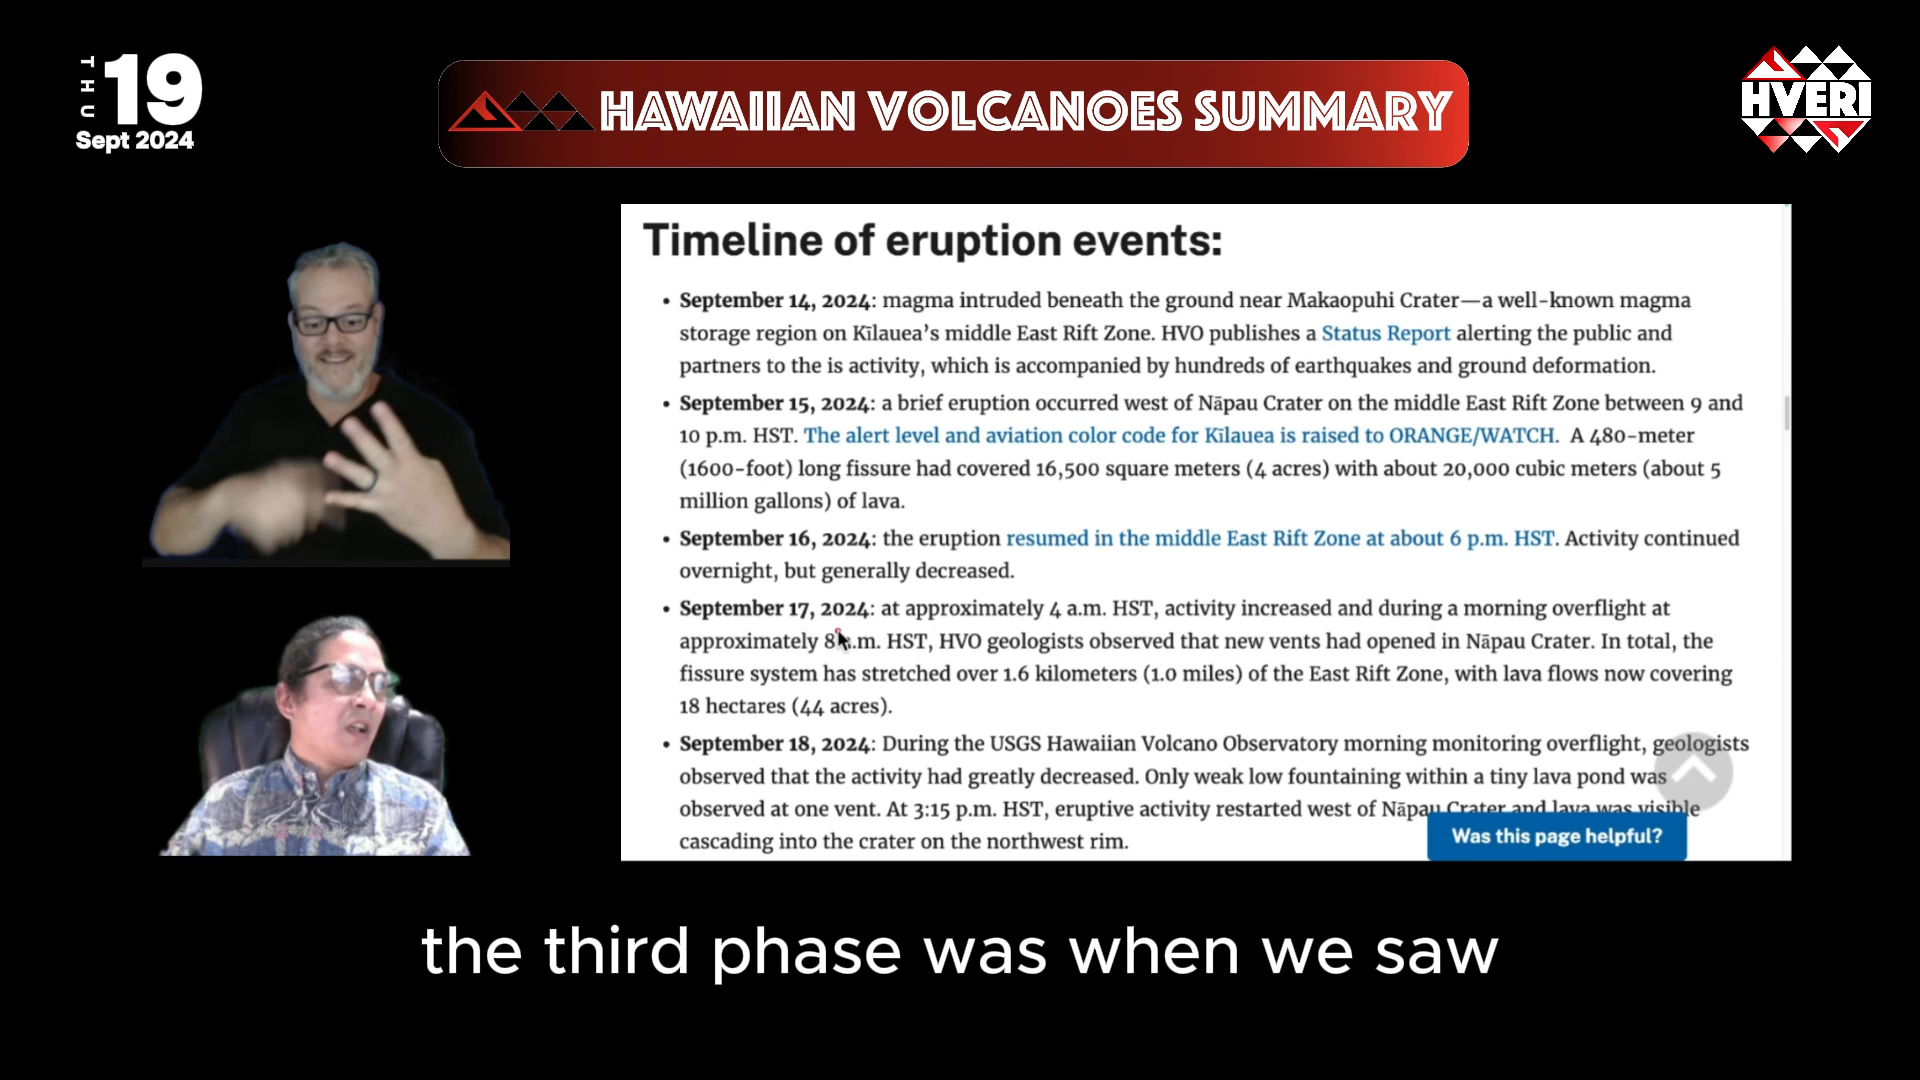 THU
19
Sept 2024
HAWAIIAN VOLCANOES SUMMARY
HVERI
Timeline of eruption events:
• September 14, 2024: magma intruded beneath the ground near Makaopuhi Crater—a well-known magma
storage region on Kīlauea’s middle East Rift Zone. HVO publishes a Status Report alerting the public and
partners to the is activity, which is accompanied by hundreds of earthquakes and ground deformation.
• September 15, 2024: a brief eruption occurred west of Nāpau Crater on the middle East Rift Zone between 9 and
10 p.m. HST. The alert level and aviation color code for Kīlauea is raised to ORANGE/WATCH. A 480-meter
(1600-foot) long fissure had covered 16,500 square meters (4 acres) with about 20,000 cubic meters (about 5
million gallons) of lava.
• September 16, 2024: the eruption resumed in the middle East Rift Zone at about 6 p.m. HST. Activity continued
overnight, but generally decreased.
• September 17, 2024: at approximately 4 a.m. HST, activity increased and during a morning overflight at
approximately 8 .m. HST, HVO geologists observed that new vents had opened in Nāpau Crater. In total, the
fissure system has stretched over 1.6 kilometers (1.0 miles) of the East Rift Zone, with lava flows now covering
18 hectares (44 acres).
• September 18, 2024: During the USGS Hawaiian Volcano Observatory morning monitoring overflight, geologists
observed that the activity had greatly decreased. Only weak low fountaining within a tiny lava pond was
observed at one vent. At 3:15 p.m. HST, eruptive activity restarted west of Nāpau Crater and lava was visible
cascading into the crater on the northwest rim.
Was this page helpful?
the third phase was when we saw